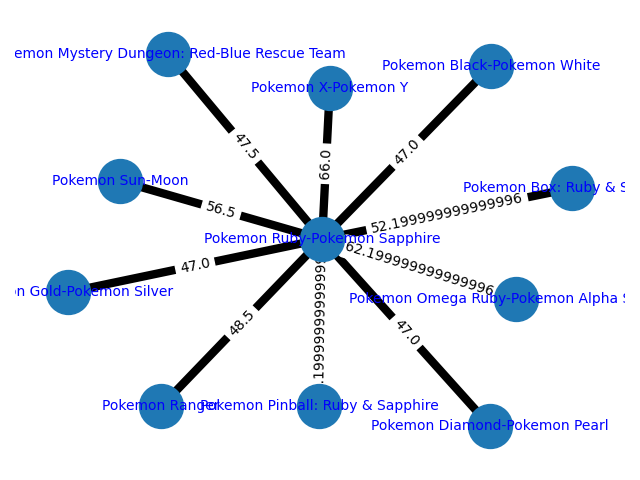 emon Mystery Dungeon: Red-Blue Rescue Team
Pokemon Black-Pokemon White
Pokemon X-Pokemon Y
47.5
66.0
47.0
Pokemon Sun-Moon
Pokemon Box: Ruby & S
56.5
52.199999999999996
Pokemon Ruby-Pokemon Sapphire
62.199999999999996
47.0
on Gold-Pokemon Silver
Pokemon Omega Ruby-Pokemon Alpha S
48.5
47.0
Pokemon Ranger
Pokemon Pinball: Ruby & Sapphire
Pokemon Diamond-Pokemon Pearl